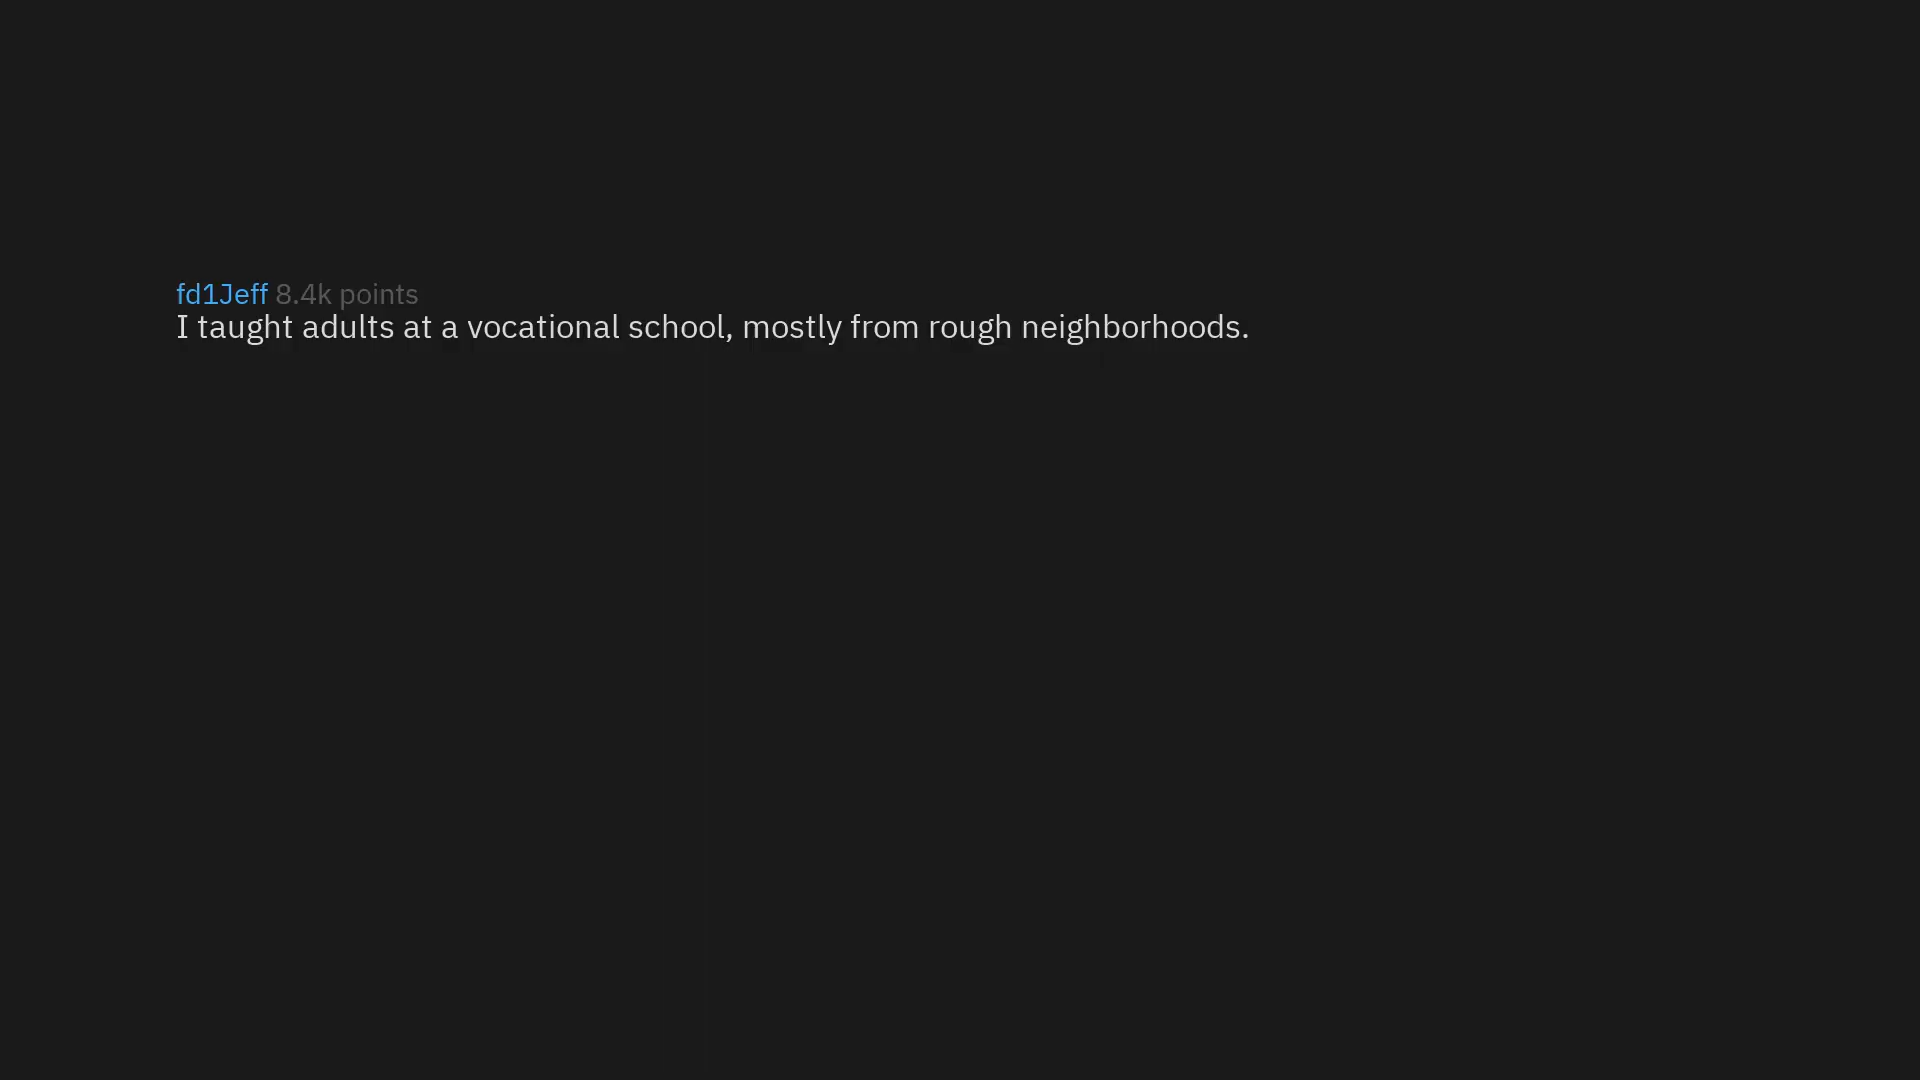 fd1Jeff 8.4k points
I taught adults at a vocational school, mostly from rough neighborhoods.